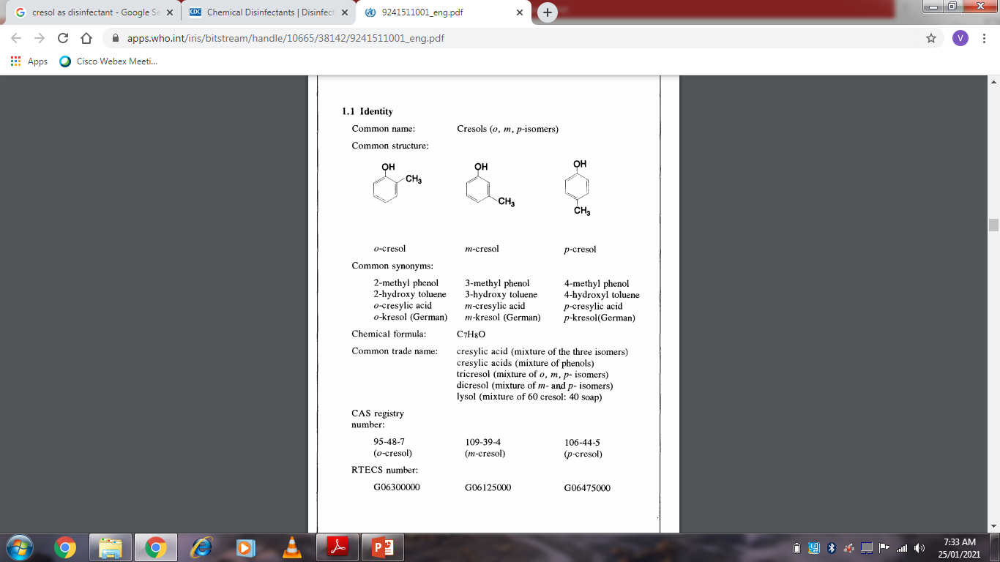 cresol as disinfectant - Google Se
Chemical Disinfectants | Disinfect
9241511001_eng.pdf
apps.who.int/iris/bitstream/handle/10665/38142/9241511001_eng.pdf
V
Apps
Cisco Webex Meeti...
1.1 Identity
Common name: Cresols (o, m, p-isomers)
Common structure:
OH OH OH
CH3 CH3 CH3
o-cresol m-cresol p-cresol
Common synonyms:
2-methyl phenol 3-methyl phenol 4-methyl phenol
2-hydroxy toluene 3-hydroxy toluene 4-hydroxyl toluene
o-cresylic acid m-cresylic acid p-cresylic acid
o-kresol (German) m-kresol (German) p-kresol(German)
Chemical formula: C7H8O
Common trade name: cresylic acid (mixture of the three isomers)
cresylic acids (mixture of phenols)
tricresol (mixture of o, m, p- isomers)
dicresol (mixture of m- and p- isomers)
lysol (mixture of 60 cresol: 40 soap)
CAS registry
number:
95-48-7 109-39-4 106-44-5
(o-cresol) (m-cresol) (p-cresol)
RTECS number:
G06300000 G06125000 G06475000
7:33 AM
25/01/2021